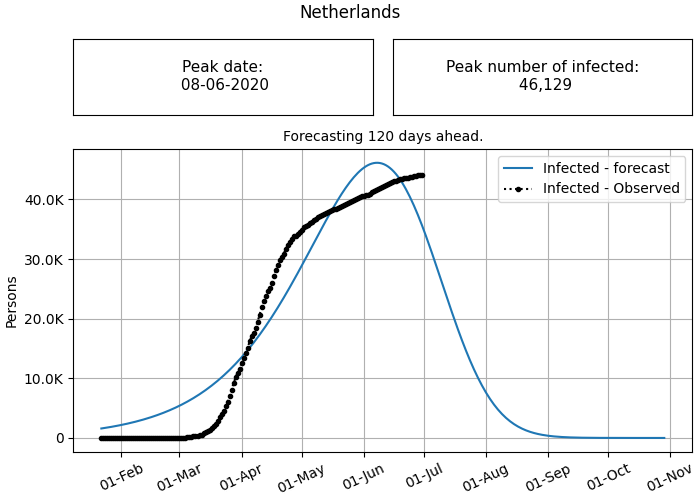 Netherlands
Peak date:
08-06-2020
Peak number of infected:
46,129
Forecasting 120 days ahead.
Infected - forecast
Infected - Observed
Persons
40.0K
30.0K
20.0K
10.0K
0
01-Feb
01-Mar
01-Apr
01-May
01-Jun
01-Jul
01-Aug
01-Sep
01-Oct
01-Nov